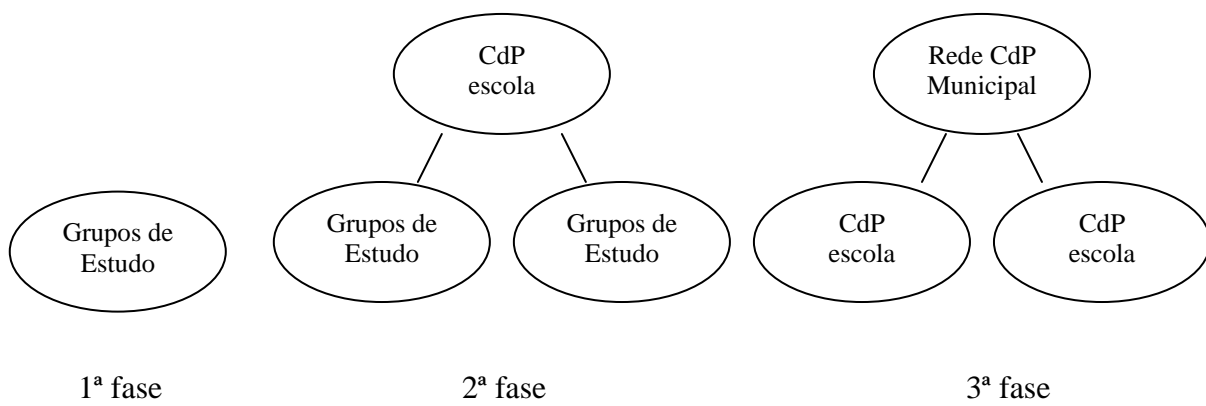 CdP
escola
Rede CdP
Municipal
Grupos de
Estudo
Grupos de
Estudo
Grupos de
Estudo
CdP
escola
CdP
escola
1ª fase
2ª fase
3ª fase